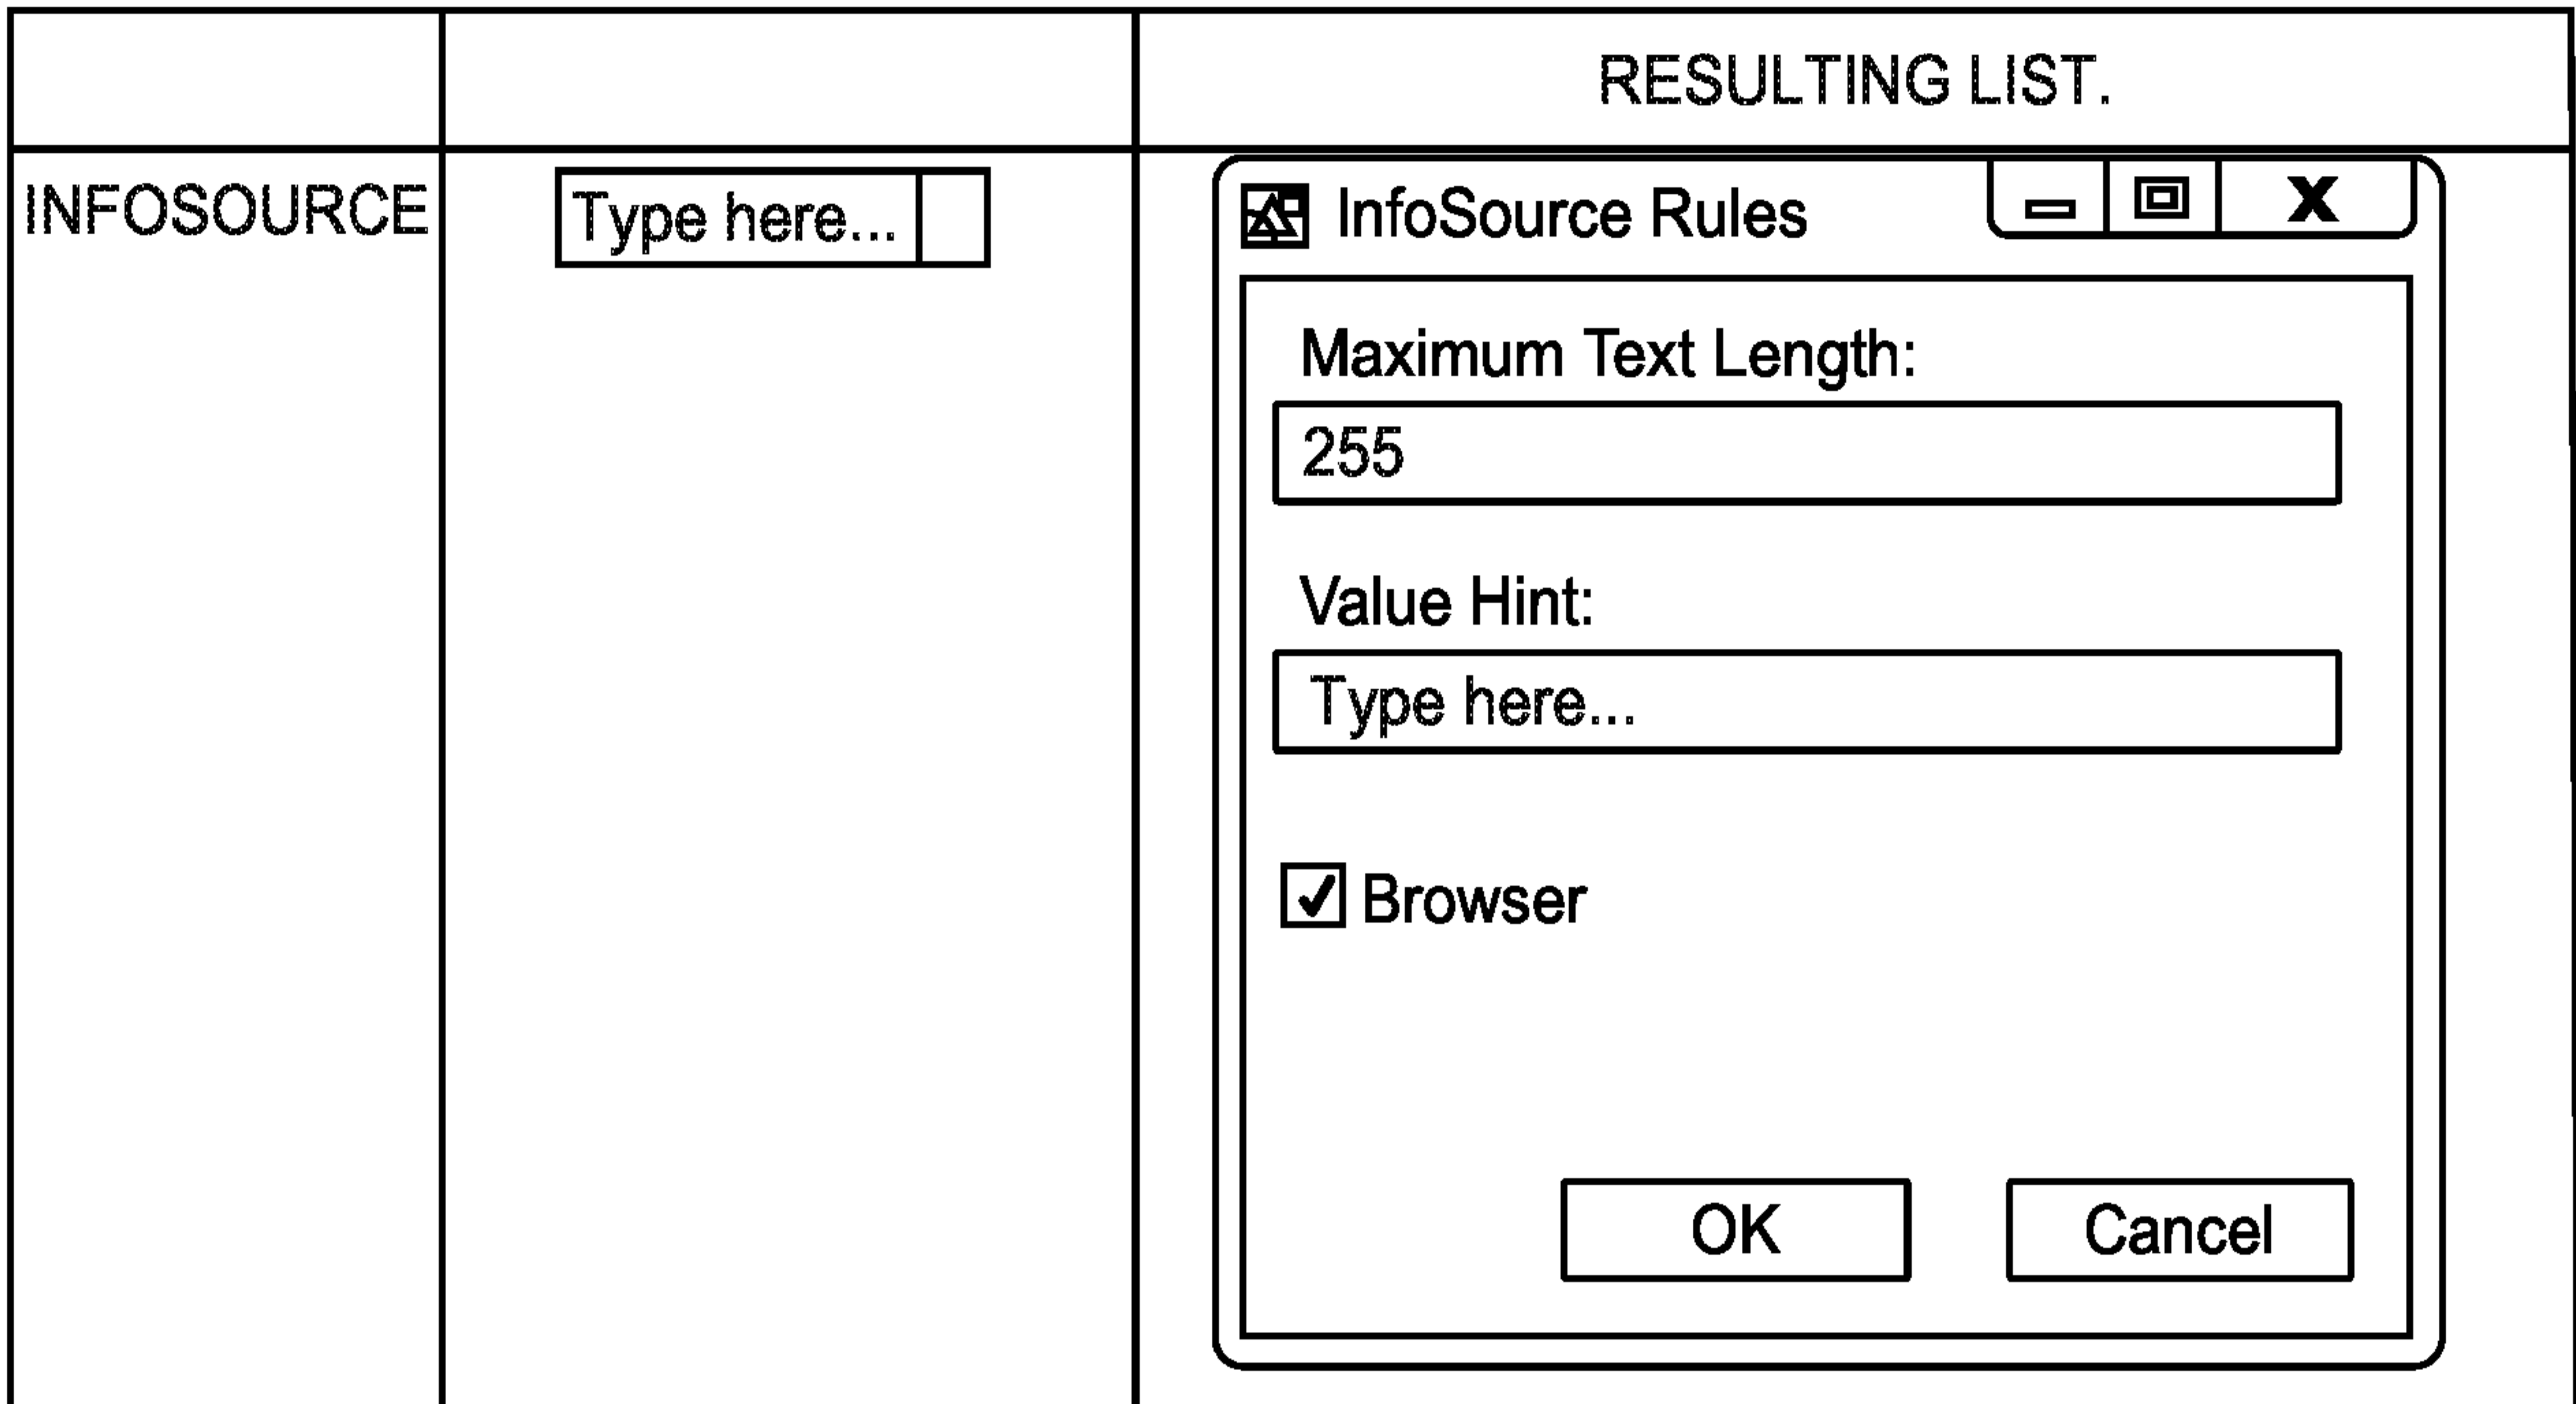 RESULTING LIST.
INFOSOURCE
Type here...
InfoSource Rules
X
Maximum Text Length:
255
Value Hint:
Type here...
Browser
OK
Cancel